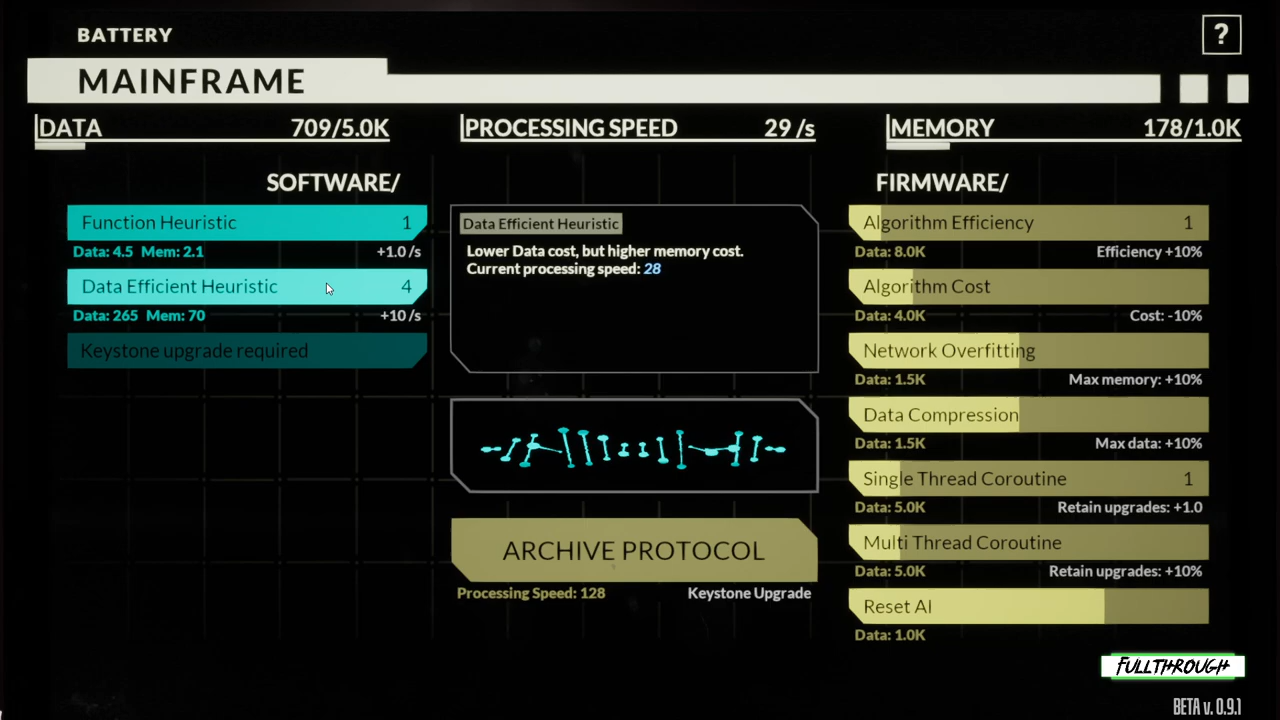 BATTERY
?
MAINFRAME
DATA 709/5.0K
PROCESSING SPEED 29 /s
MEMORY 178/1.0K
SOFTWARE/
Function Heuristic 1
Data: 4.5 Mem: 2.1 +1.0 /s
Data Efficient Heuristic 4
Data: 265 Mem: 70 +10 /s
Keystone upgrade required
Data Efficient Heuristic
Lower Data cost, but higher memory cost.
Current processing speed: 28
ARCHIVE PROTOCOL
Processing Speed: 128 Keystone Upgrade
FIRMWARE/
Algorithm Efficiency 1
Data: 8.0K Efficiency +10%
Algorithm Cost
Data: 4.0K Cost: -10%
Network Overfitting
Data: 1.5K Max memory: +10%
Data Compression
Data: 1.5K Max data: +10%
Single Thread Coroutine 1
Data: 5.0K Retain upgrades: +1.0
Multi Thread Coroutine
Data: 5.0K Retain upgrades: +10%
Reset AI
Data: 1.0K
FULLTHROUGH
BETA v. 0.9.1